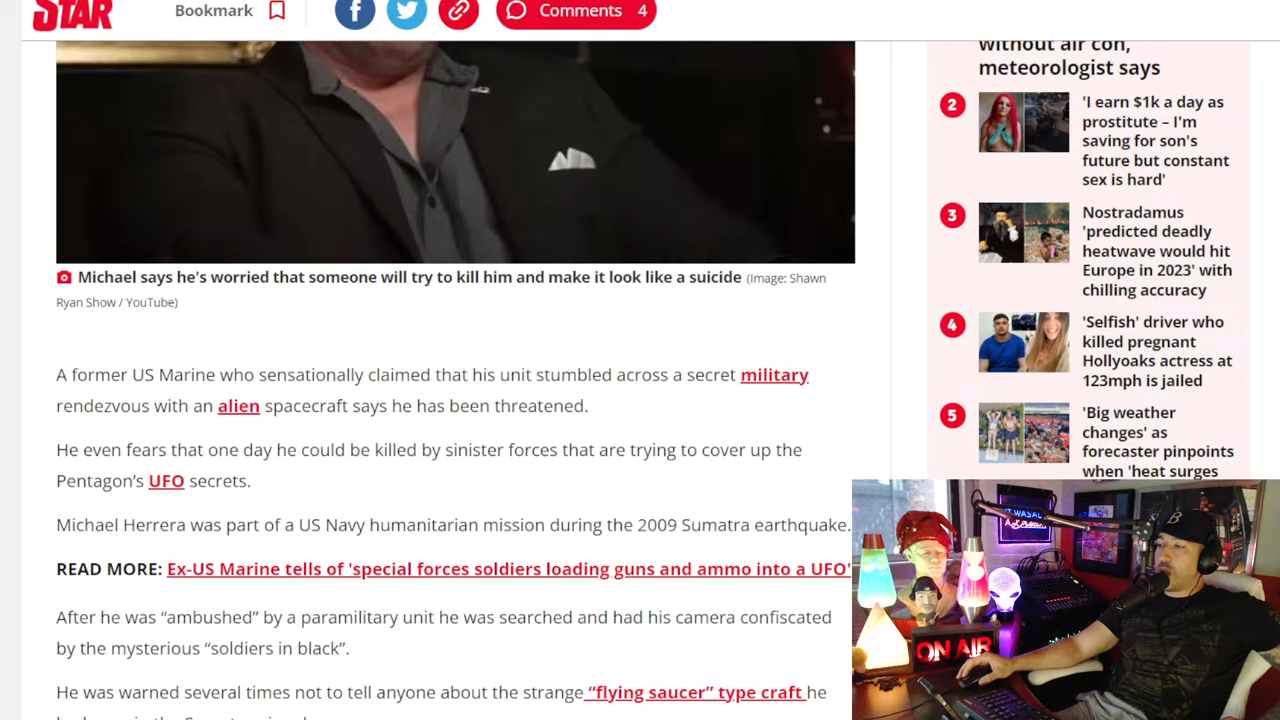 STAR
Bookmark
Comments 4
Michael says he's worried that someone will try to kill him and make it look like a suicide (Image: Shawn
Ryan Show / YouTube)
A former US Marine who sensationally claimed that his unit stumbled across a secret military
rendezvous with an alien spacecraft says he has been threatened.
He even fears that one day he could be killed by sinister forces that are trying to cover up the
Pentagon’s UFO secrets.
Michael Herrera was part of a US Navy humanitarian mission during the 2009 Sumatra earthquake.
READ MORE: Ex-US Marine tells of 'special forces soldiers loading guns and ammo into a UFO'
After he was “ambushed” by a paramilitary unit he was searched and had his camera confiscated
by the mysterious “soldiers in black”.
He was warned several times not to tell anyone about the strange “flying saucer” type craft he
without air con,
meteorologist says
2
'I earn $1k a day as
prostitute – I'm
saving for son's
future but constant
sex is hard'
3
Nostradamus
'predicted deadly
heatwave would hit
Europe in 2023' with
chilling accuracy
4
'Selfish' driver who
killed pregnant
Hollyoaks actress at
123mph is jailed
5
'Big weather
changes' as
forecaster pinpoints
when 'heat surges
IT WAS AL
A Dream
B
ON AIR